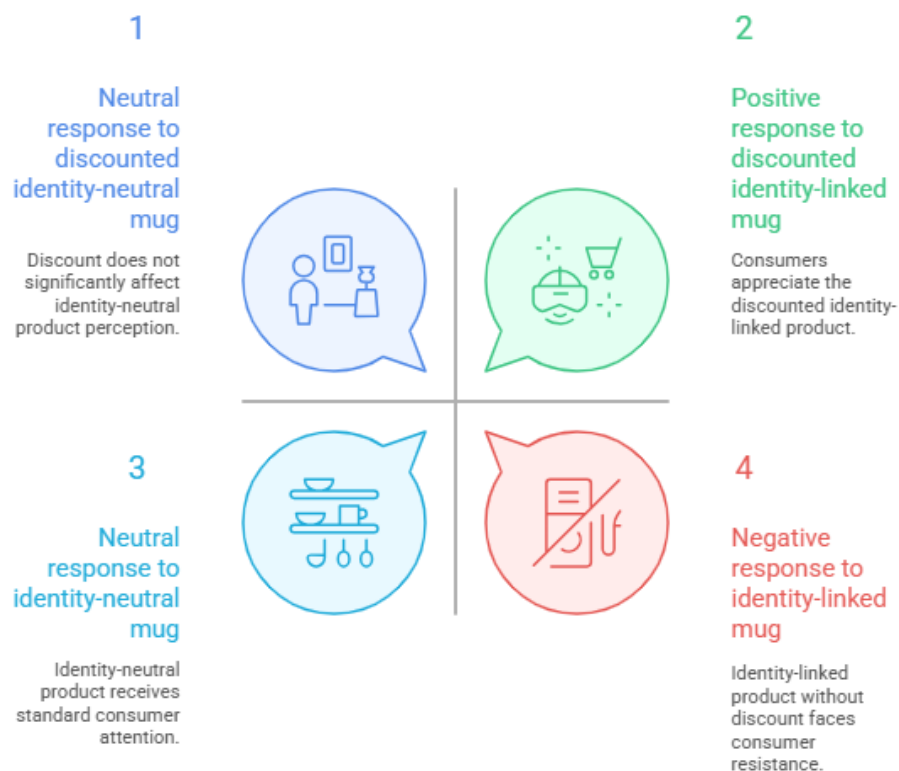 1
Neutral
response to
discounted
identity-neutral
mug
Discount does not
significantly affect
identity-neutral
product perception.
2
Positive
response to
discounted
identity-linked
mug
Consumers
appreciate the
discounted identity-
linked product.
3
Neutral
response to
identity-neutral
mug
Identity-neutral
product receives
standard consumer
attention.
4
Negative
response to
identity-linked
mug
Identity-linked
product without
discount faces
consumer
resistance.